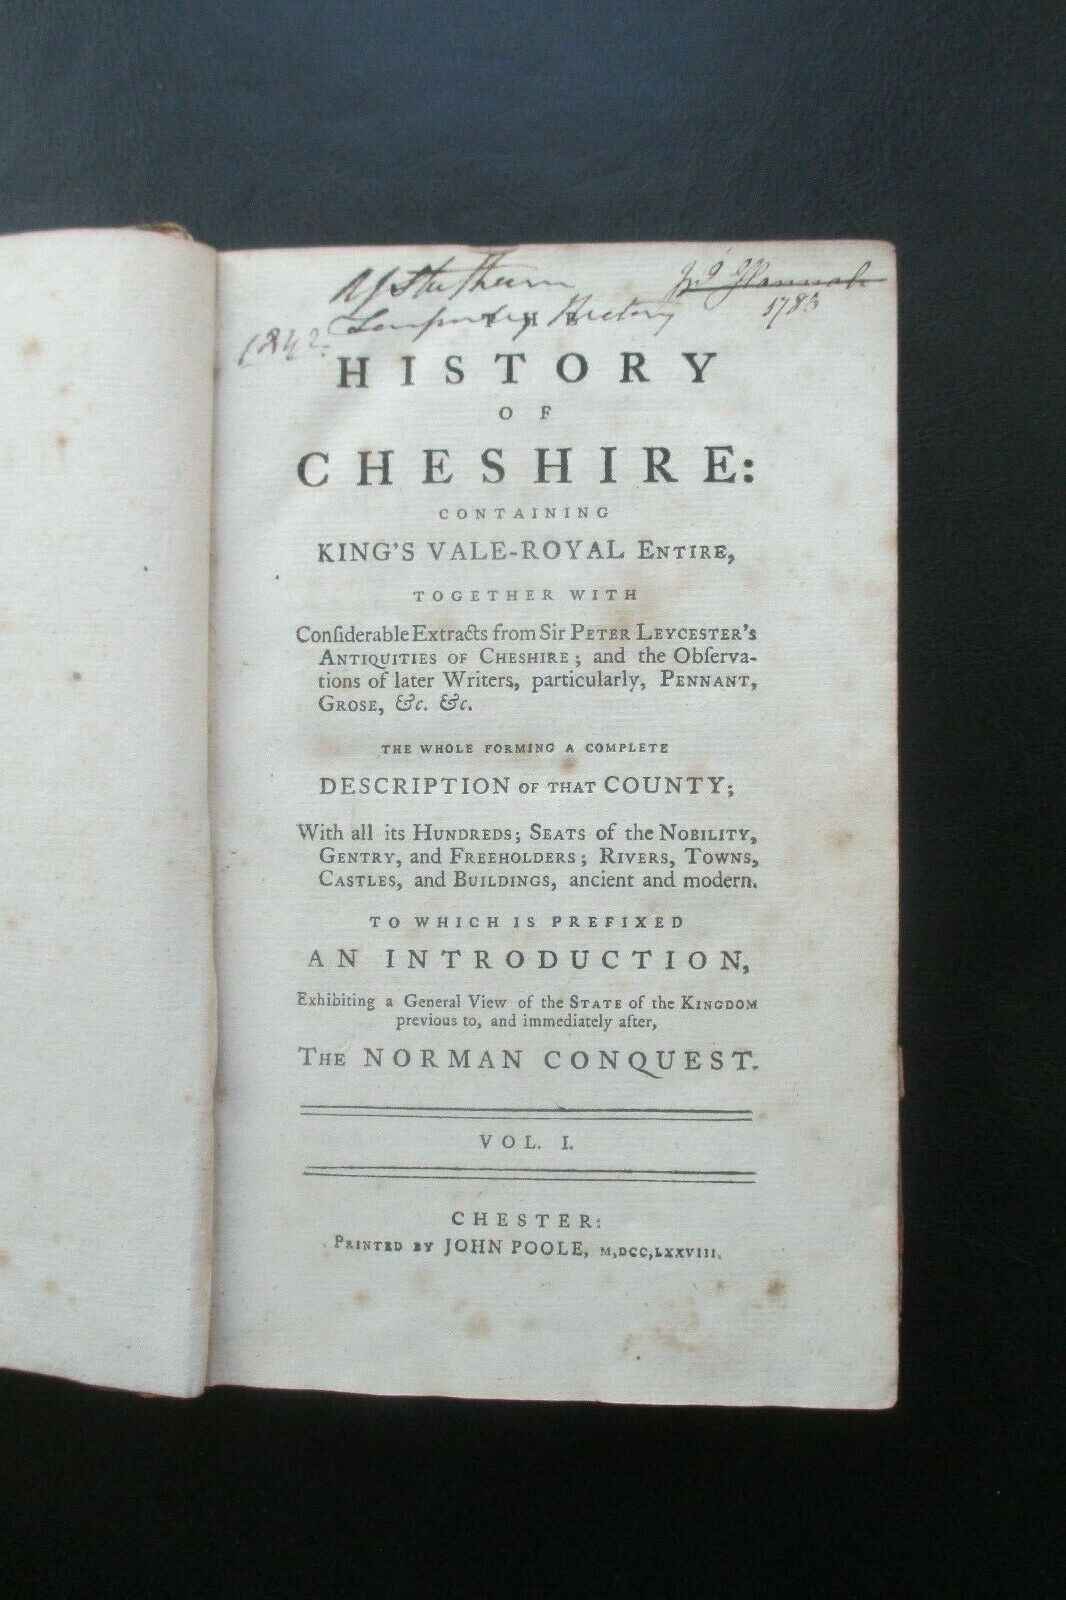 1783
1842.
Rectory
THE
HISTORY
OF
CHESHIRE:
CONTAINING
KING'S VALE-ROYAL ENTIRE,
TOGETHER WITH
Conſiderable Extracts from Sir PETER LEYCESTER's
ANTIQUITIES OF CHESHIRE; and the Obſerva-
tions of later Writers, particularly, PENNANT,
GROSE, &c. &c.
THE WHOLE FORMING A COMPLETE
DESCRIPTION OF THAT COUNTY;
With all its HUNDREDS; SEATS of the NOBILITY,
GENTRY, and FREEHOLDERS; RIVERS, TOWNS,
CASTLES, and BUILDINGS, ancient and modern.
TO WHICH IS PREFIXED
AN INTRODUCTION,
Exhibiting a General View of the STATE of the KINGDOM
previous to, and immediately after,
THE NORMAN CONQUEST.
VOL. I.
CHESTER:
PRINTED BY JOHN POOLE, M,DCC,LXXVIII.